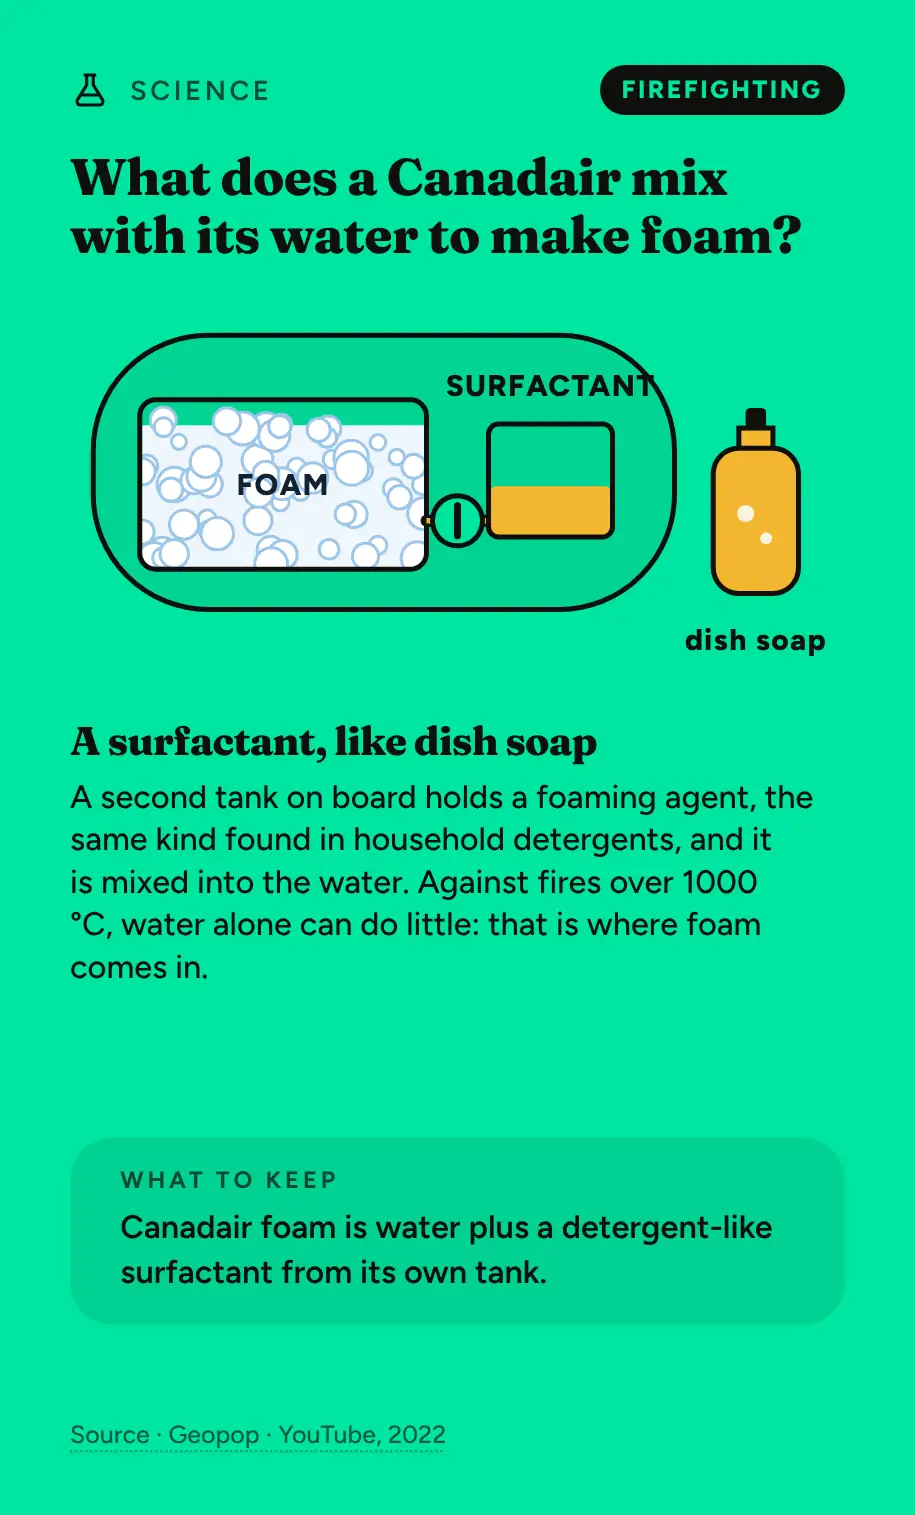 SCIENCE
FIREFIGHTING
What does a Canadair mix
with its water to make foam?
SURFACTANT
FOAM
dish soap
A surfactant, like dish soap
A second tank on board holds a foaming agent, the
same kind found in household detergents, and it
is mixed into the water. Against fires over 1000
°C, water alone can do little: that is where foam
comes in.
WHAT TO KEEP
Canadair foam is water plus a detergent-like
surfactant from its own tank.
Source · Geopop · YouTube, 2022